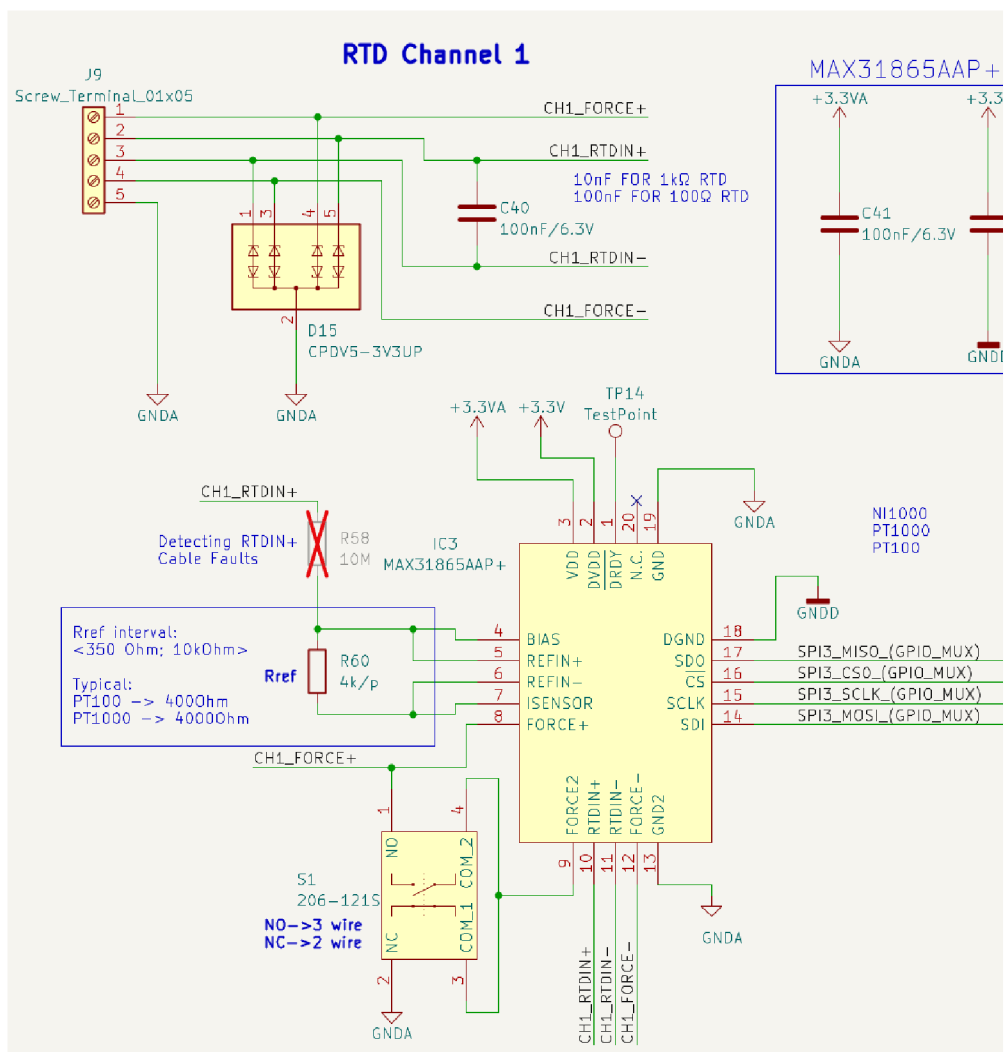 RTD Channel 1
J9
Screw_Terminal_01x05
1
2
3
4
5
CH1_FORCE+
CH1_RTDIN+
10nF FOR 1kΩ RTD
100nF FOR 100Ω RTD
C40
100nF/6.3V
CH1_RTDIN-
CH1_FORCE-
1
3
4
5
2
D15
CPDV5-3V3UP
GNDA
GNDA
MAX31865AAP+
+3.3VA
+3.3
C41
100nF/6.3V
GNDA
GNDD
+3.3VA
+3.3V
TP14
TestPoint
CH1_RTDIN+
Detecting RTDIN+
Cable Faults
R58
10M
IC3
MAX31865AAP+
3
2
1
20
19
VDD
DVDD
DRDY
N.C.
GND
GNDA
NI1000
PT1000
PT100
GNDD
Rref interval:
<350 Ohm; 10kOhm>
Typical:
PT100 -> 400Ohm
PT1000 -> 4000Ohm
Rref
R60
4k/p
4
5
6
7
8
BIAS
REFIN+
REFIN-
ISENSOR
FORCE+
DGND
SDO
CS
SCLK
SDI
18
17
16
15
14
SPI3_MISO_(GPIO_MUX)
SPI3_CS0_(GPIO_MUX)
SPI3_SCLK_(GPIO_MUX)
SPI3_MOSI_(GPIO_MUX)
CH1_FORCE+
FORCE2
RTDIN+
RTDIN-
FORCE-
GND2
9
10
11
12
13
GNDA
CH1_RTDIN+
CH1_RTDIN-
CH1_FORCE-
1
4
NO
COM_2
S1
206-121S
NO->3 wire
NC->2 wire
NC
COM_1
2
3
GNDA